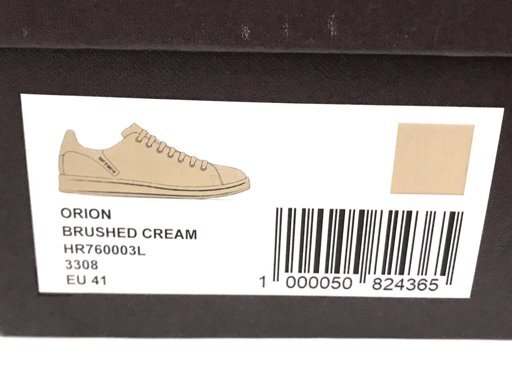 ORION
BRUSHED CREAM
HR760003L
3308
EU 41
1 000050 824365